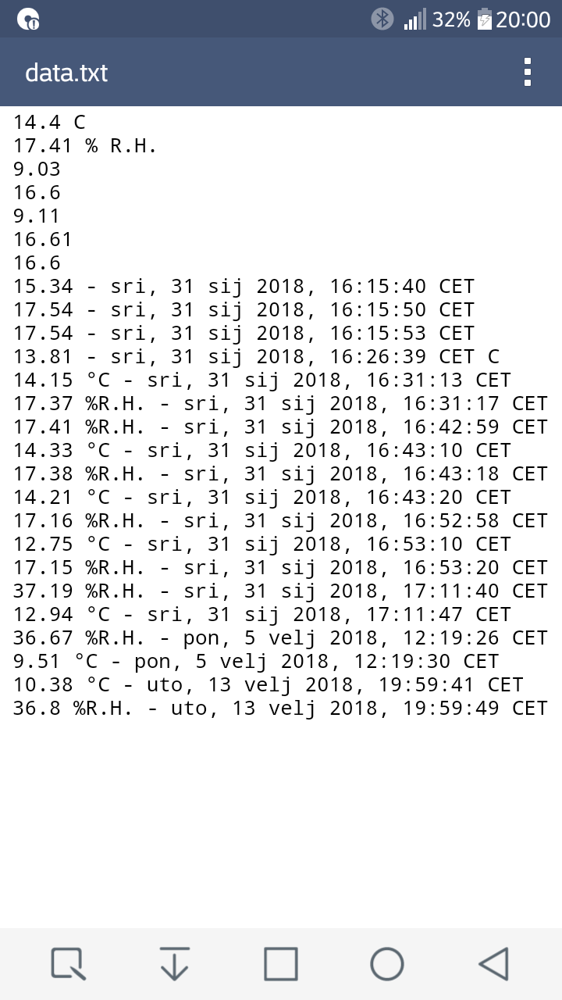 32% 20:00
data.txt
14.4 C
17.41 % R.H.
9.03
16.6
9.11
16.61
16.6
15.34 - sri, 31 sij 2018, 16:15:40 CET
17.54 - sri, 31 sij 2018, 16:15:50 CET
17.54 - sri, 31 sij 2018, 16:15:53 CET
13.81 - sri, 31 sij 2018, 16:26:39 CET C
14.15 °C - sri, 31 sij 2018, 16:31:13 CET
17.37 %R.H. - sri, 31 sij 2018, 16:31:17 CET
17.41 %R.H. - sri, 31 sij 2018, 16:42:59 CET
14.33 °C - sri, 31 sij 2018, 16:43:10 CET
17.38 %R.H. - sri, 31 sij 2018, 16:43:18 CET
14.21 °C - sri, 31 sij 2018, 16:43:20 CET
17.16 %R.H. - sri, 31 sij 2018, 16:52:58 CET
12.75 °C - sri, 31 sij 2018, 16:53:10 CET
17.15 %R.H. - sri, 31 sij 2018, 16:53:20 CET
37.19 %R.H. - sri, 31 sij 2018, 17:11:40 CET
12.94 °C - sri, 31 sij 2018, 17:11:47 CET
36.67 %R.H. - pon, 5 velj 2018, 12:19:26 CET
9.51 °C - pon, 5 velj 2018, 12:19:30 CET
10.38 °C - uto, 13 velj 2018, 19:59:41 CET
36.8 %R.H. - uto, 13 velj 2018, 19:59:49 CET